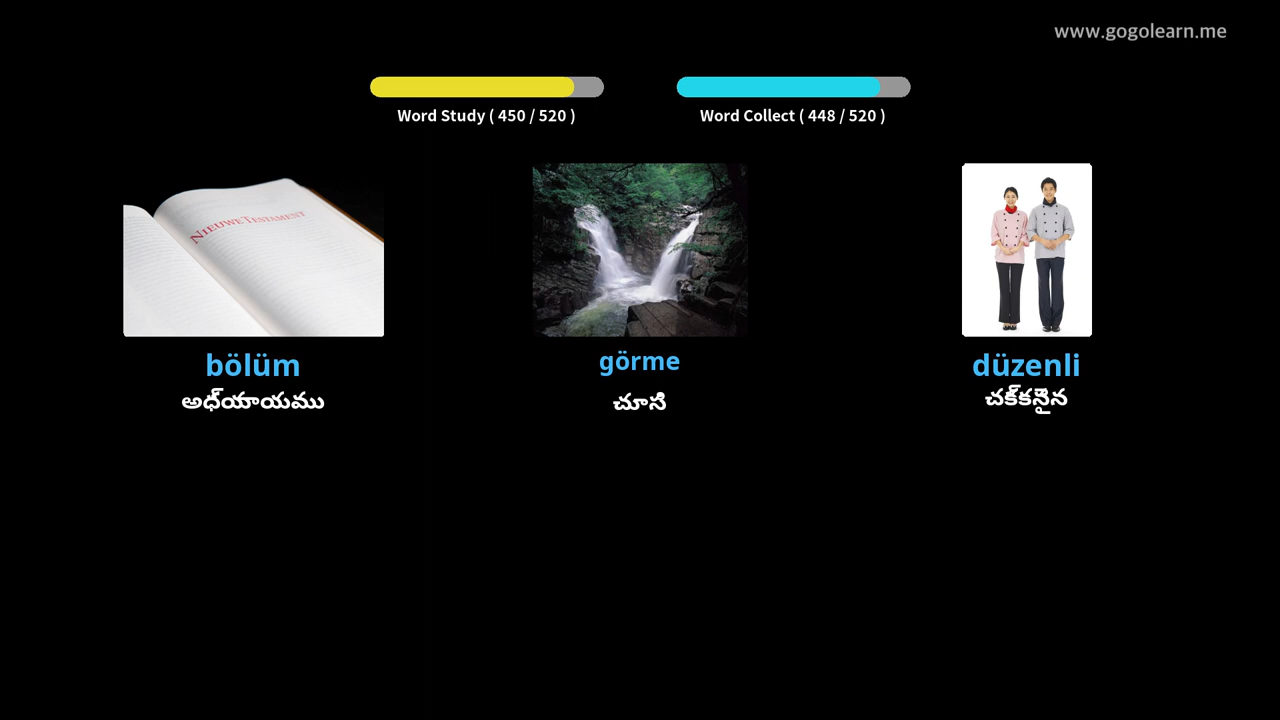 www.gogolearn.me
Word Study ( 450 / 520 )
Word Collect ( 448 / 520 )
NIEUWE TESTAMENT
bölüm
görme
düzenli
అధ్యాయము
చూసి
చక్కనైన